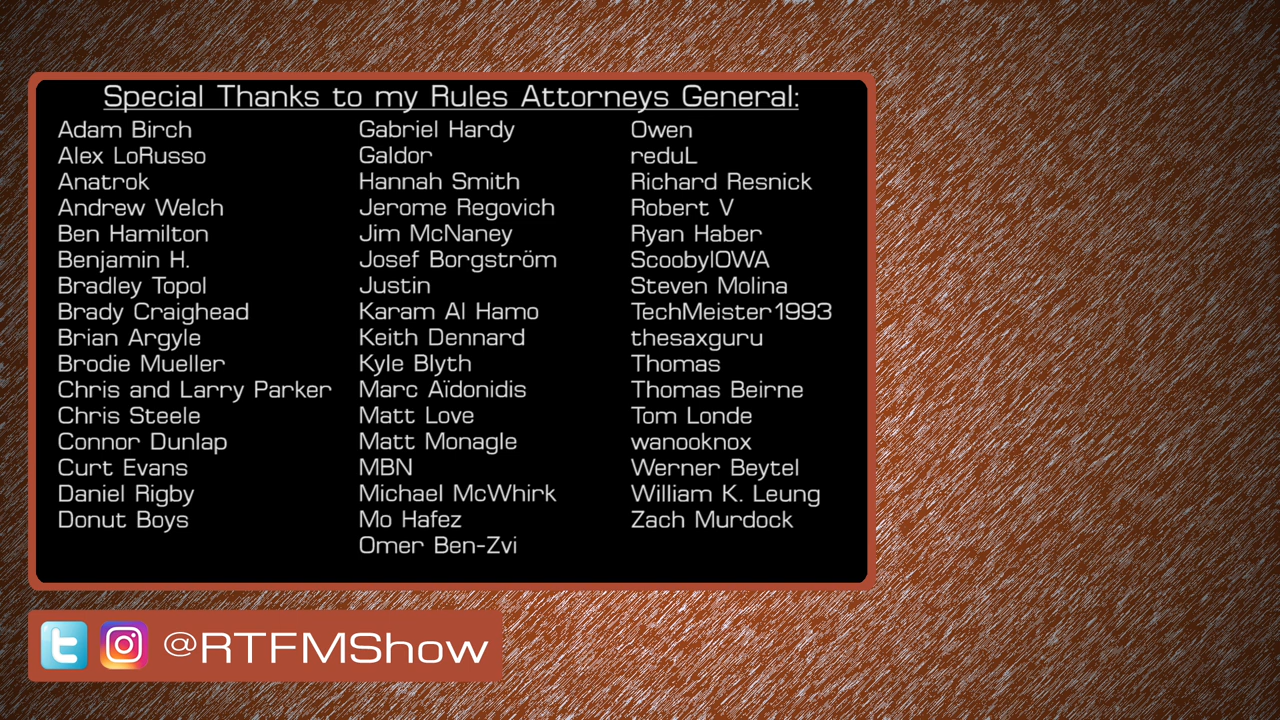 Special Thanks to my Rules Attorneys General:
Adam Birch
Alex LoRusso
Anatrok
Andrew Welch
Ben Hamilton
Benjamin H.
Bradley Topol
Brady Craighead
Brian Argyle
Brodie Mueller
Chris and Larry Parker
Chris Steele
Connor Dunlap
Curt Evans
Daniel Rigby
Donut Boys
Gabriel Hardy
Galdor
Hannah Smith
Jerome Regovich
Jim McNaney
Josef Borgström
Justin
Karam Al Hamo
Keith Dennard
Kyle Blyth
Marc Aïdonidis
Matt Love
Matt Monagle
MBN
Michael McWhirk
Mo Hafez
Omer Ben-Zvi
Owen
reduL
Richard Resnick
Robert V
Ryan Haber
ScoobyIOWA
Steven Molina
TechMeister1993
thesaxguru
Thomas
Thomas Beirne
Tom Londe
wanooknox
Werner Beytel
William K. Leung
Zach Murdock
@RTFMShow